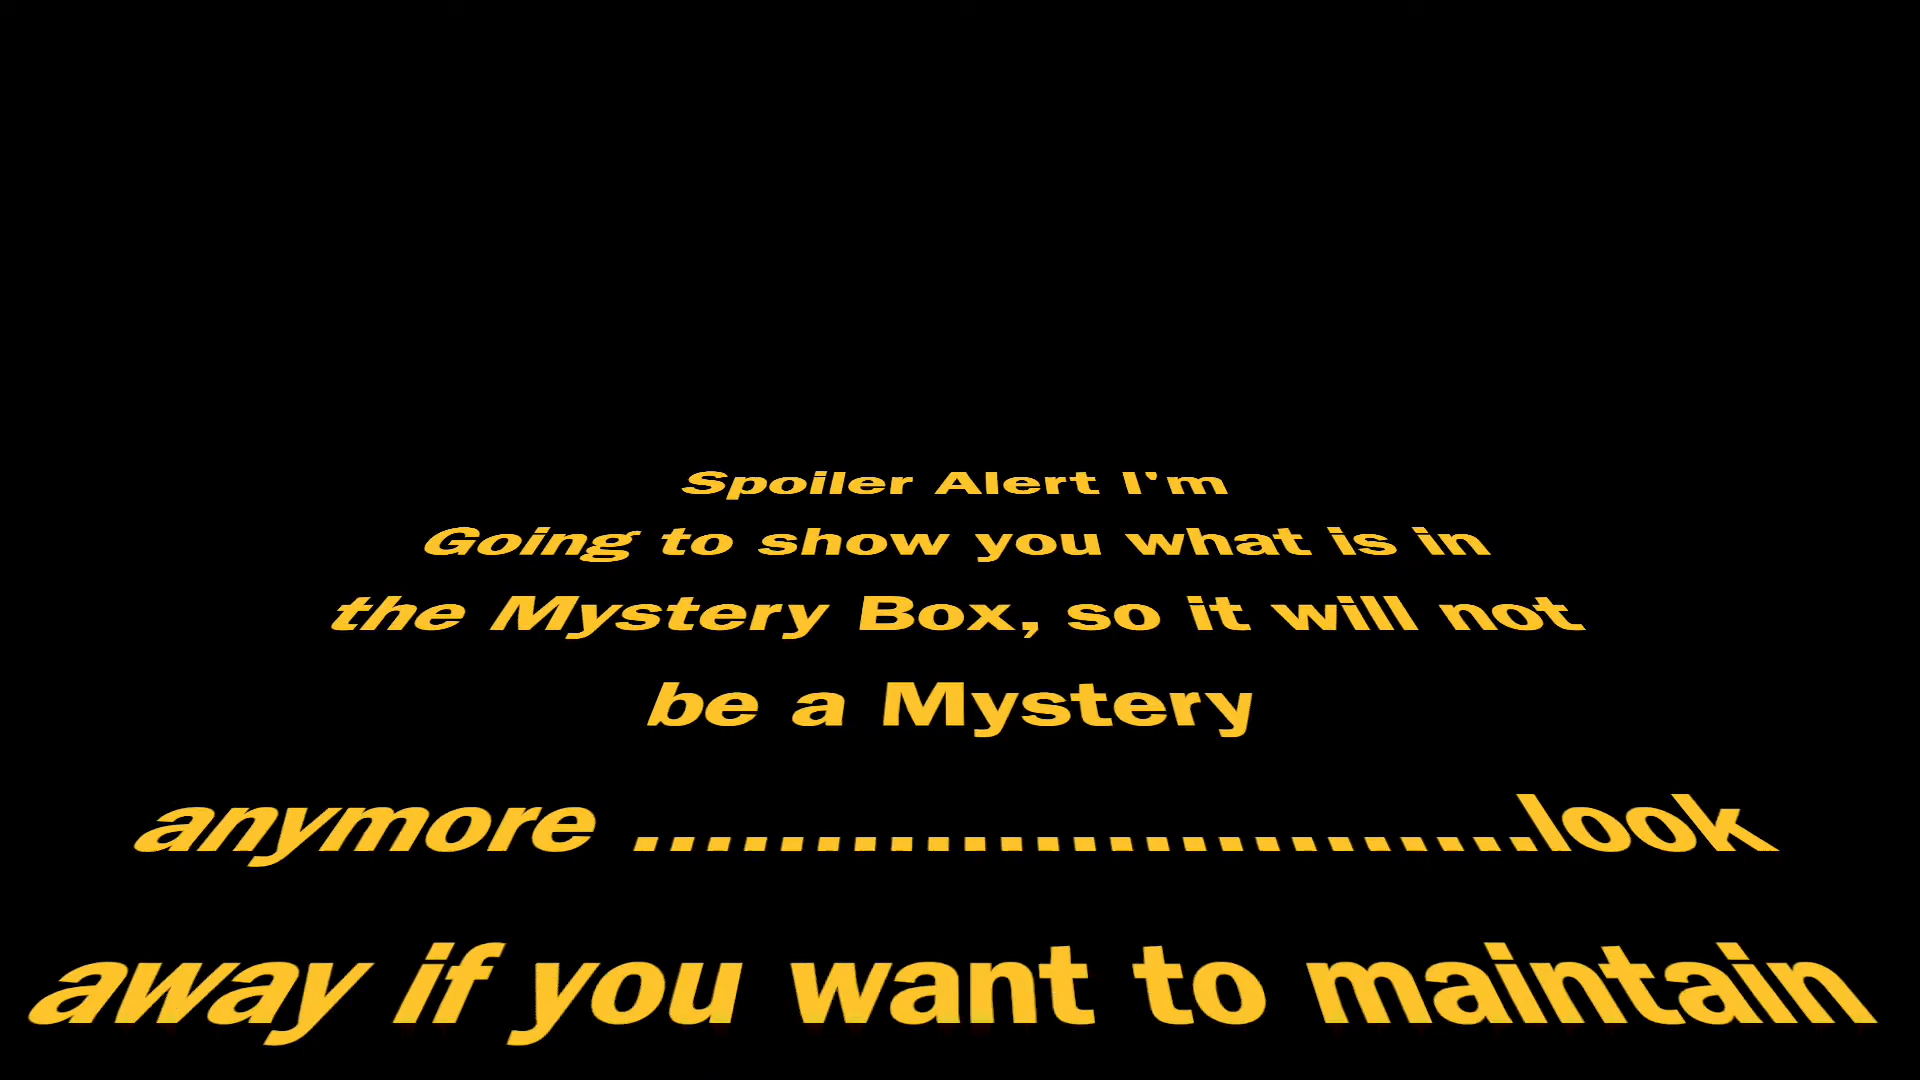 Spoiler Alert I'm
Going to show you what is in
the Mystery Box, so it will not
be a Mystery
anymore .........................look
away if you want to maintain